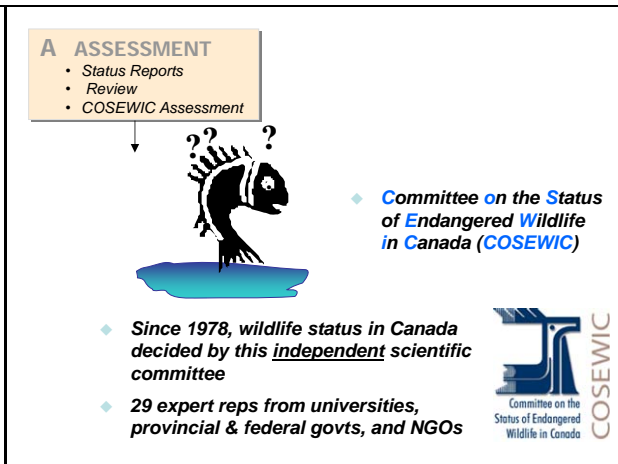 A ASSESSMENT
• Status Reports
• Review
• COSEWIC Assessment
?? ?
Committee on the Status
of Endangered Wildlife
in Canada (COSEWIC)
Since 1978, wildlife status in Canada
decided by this independent scientific
committee
29 expert reps from universities,
provincial & federal govts, and NGOs
Committee on the
Status of Endangered
Wildlife in Canada
COSEWIC